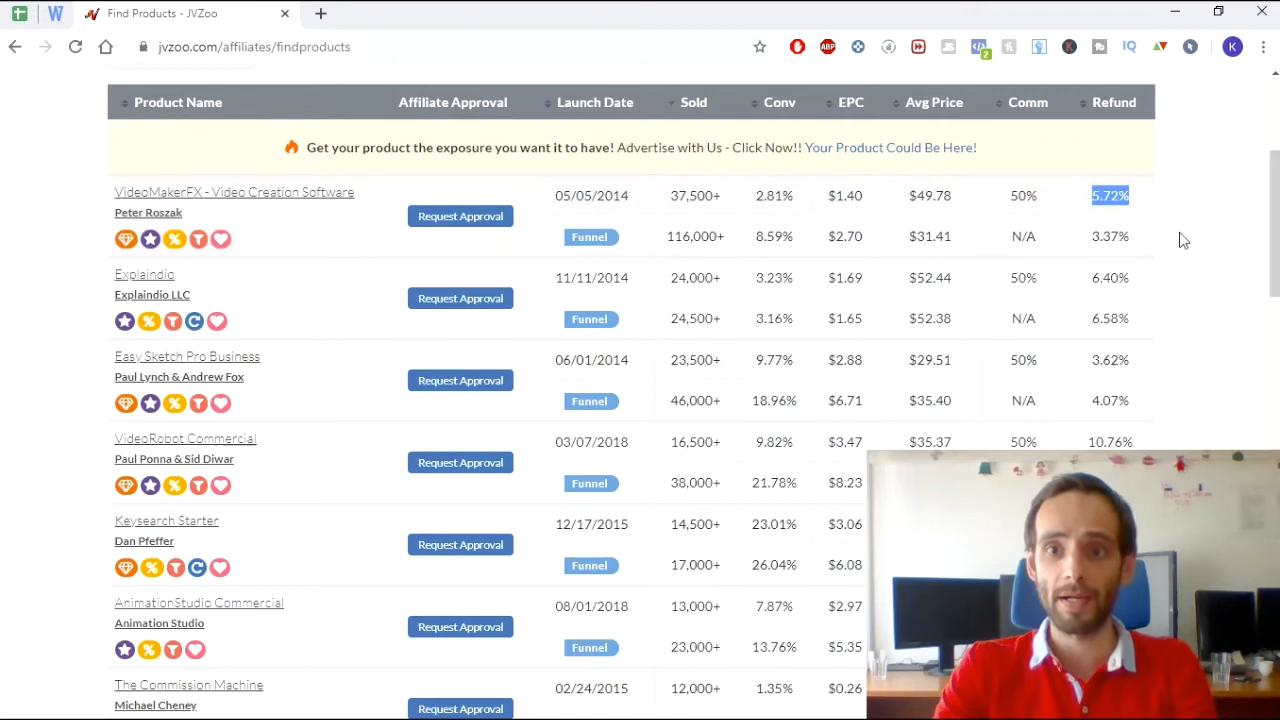 Find Products - JVZoo
jvzoo.com/affiliates/findproducts
Product Name Affiliate Approval Launch Date Sold Conv EPC Avg Price Comm Refund
Get your product the exposure you want it to have! Advertise with Us - Click Now!! Your Product Could Be Here!
VideoMakerFX - Video Creation Software 05/05/2014 37,500+ 2.81% $1.40 $49.78 50% 5.72%
Peter Roszak Request Approval
Funnel 116,000+ 8.59% $2.70 $31.41 N/A 3.37%
Explaindio 11/11/2014 24,000+ 3.23% $1.69 $52.44 50% 6.40%
Explaindio LLC Request Approval
Funnel 24,500+ 3.16% $1.65 $52.38 N/A 6.58%
Easy Sketch Pro Business 06/01/2014 23,500+ 9.77% $2.88 $29.51 50% 3.62%
Paul Lynch & Andrew Fox Request Approval
Funnel 46,000+ 18.96% $6.71 $35.40 N/A 4.07%
VideoRobot Commercial 03/07/2018 16,500+ 9.82% $3.47 $35.37 50% 10.76%
Paul Ponna & Sid Diwar Request Approval
Funnel 38,000+ 21.78% $8.23
Keysearch Starter 12/17/2015 14,500+ 23.01% $3.06
Dan Pfeffer Request Approval
Funnel 17,000+ 26.04% $6.08
AnimationStudio Commercial 08/01/2018 13,000+ 7.87% $2.97
Animation Studio Request Approval
Funnel 23,000+ 13.76% $5.35
The Commission Machine 02/24/2015 12,000+ 1.35% $0.26
Michael Cheney Request Approval
W
ABP
2
JS
K
IQ
K